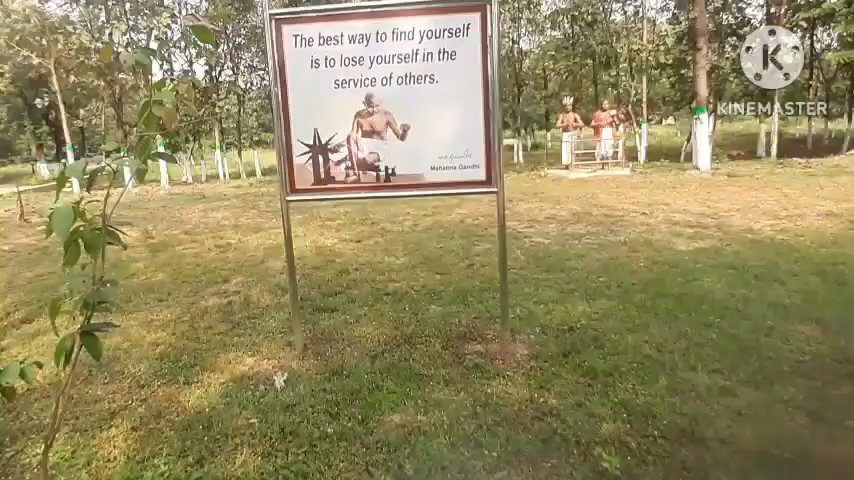 The best way to find yourself
is to lose yourself in the
service of others.
Mahatma Gandhi
KINEMASTER